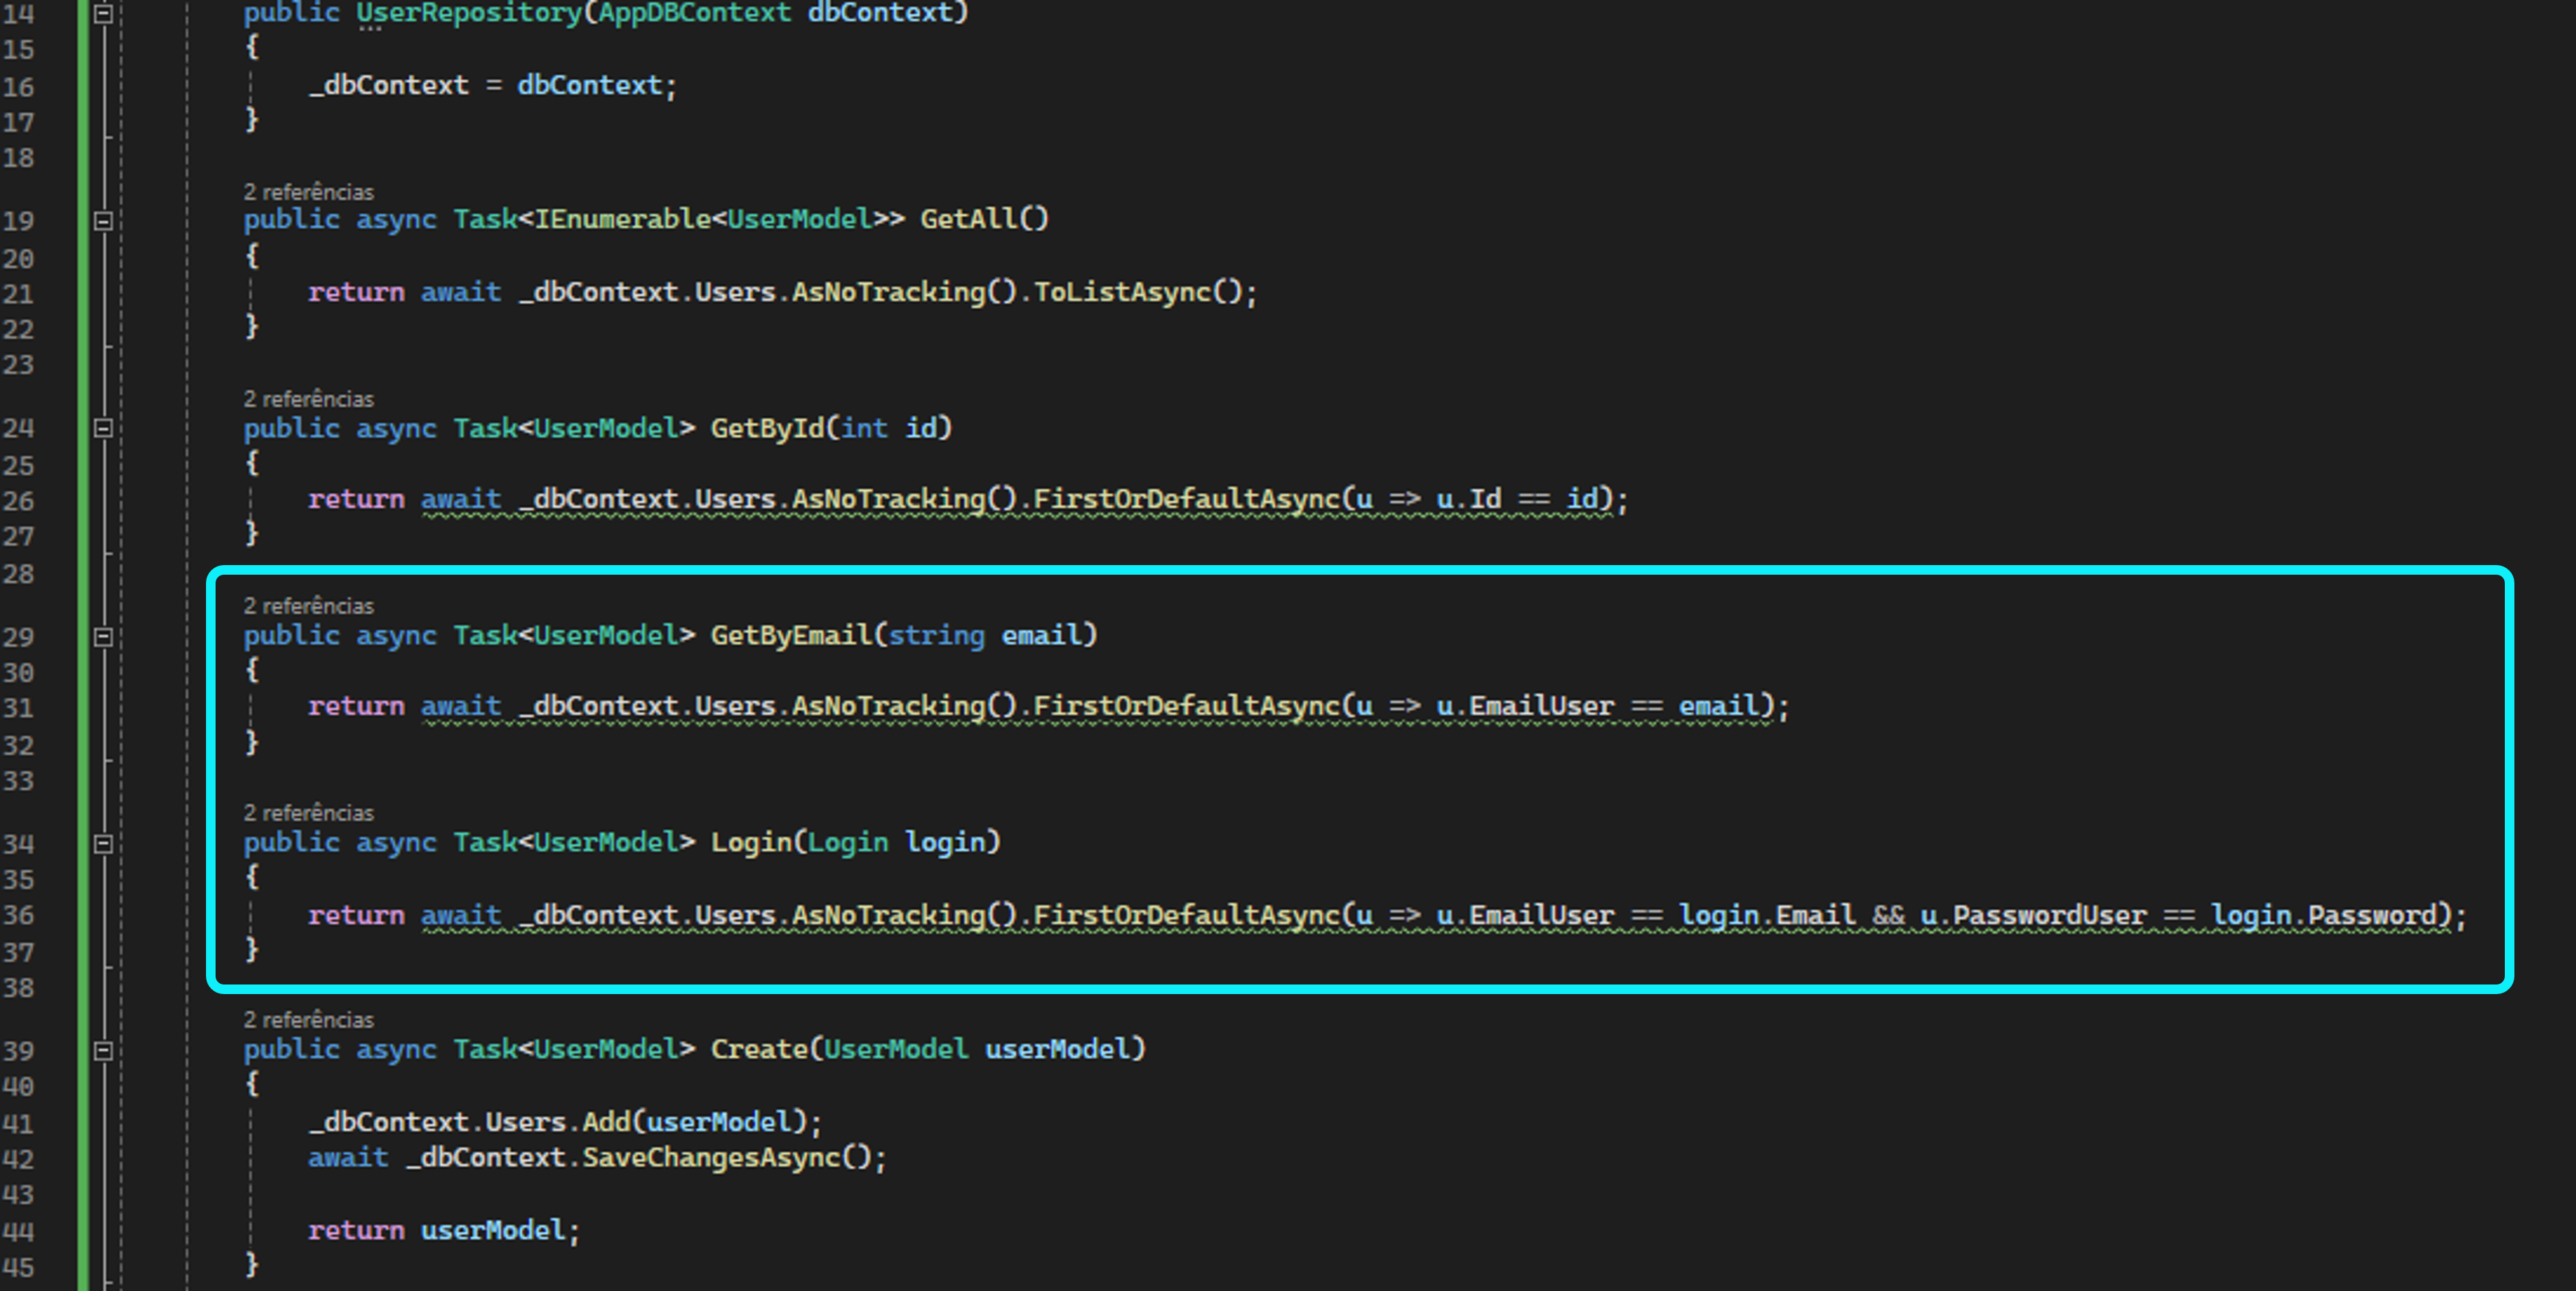 14 public UserRepository(AppDBContext dbContext)
15 {
16 _dbContext = dbContext;
17 }
18
2 referências
19 public async Task<IEnumerable<UserModel>> GetAll()
20 {
21 return await _dbContext.Users.AsNoTracking().ToListAsync();
22 }
23
2 referências
24 public async Task<UserModel> GetById(int id)
25 {
26 return await _dbContext.Users.AsNoTracking().FirstOrDefaultAsync(u => u.Id == id);
27 }
28
2 referências
29 public async Task<UserModel> GetByEmail(string email)
30 {
31 return await _dbContext.Users.AsNoTracking().FirstOrDefaultAsync(u => u.EmailUser == email);
32 }
33
2 referências
34 public async Task<UserModel> Login(Login login)
35 {
36 return await _dbContext.Users.AsNoTracking().FirstOrDefaultAsync(u => u.EmailUser == login.Email && u.PasswordUser == login.Password);
37 }
38
2 referências
39 public async Task<UserModel> Create(UserModel userModel)
40 {
41 _dbContext.Users.Add(userModel);
42 await _dbContext.SaveChangesAsync();
43
44 return userModel;
45 }